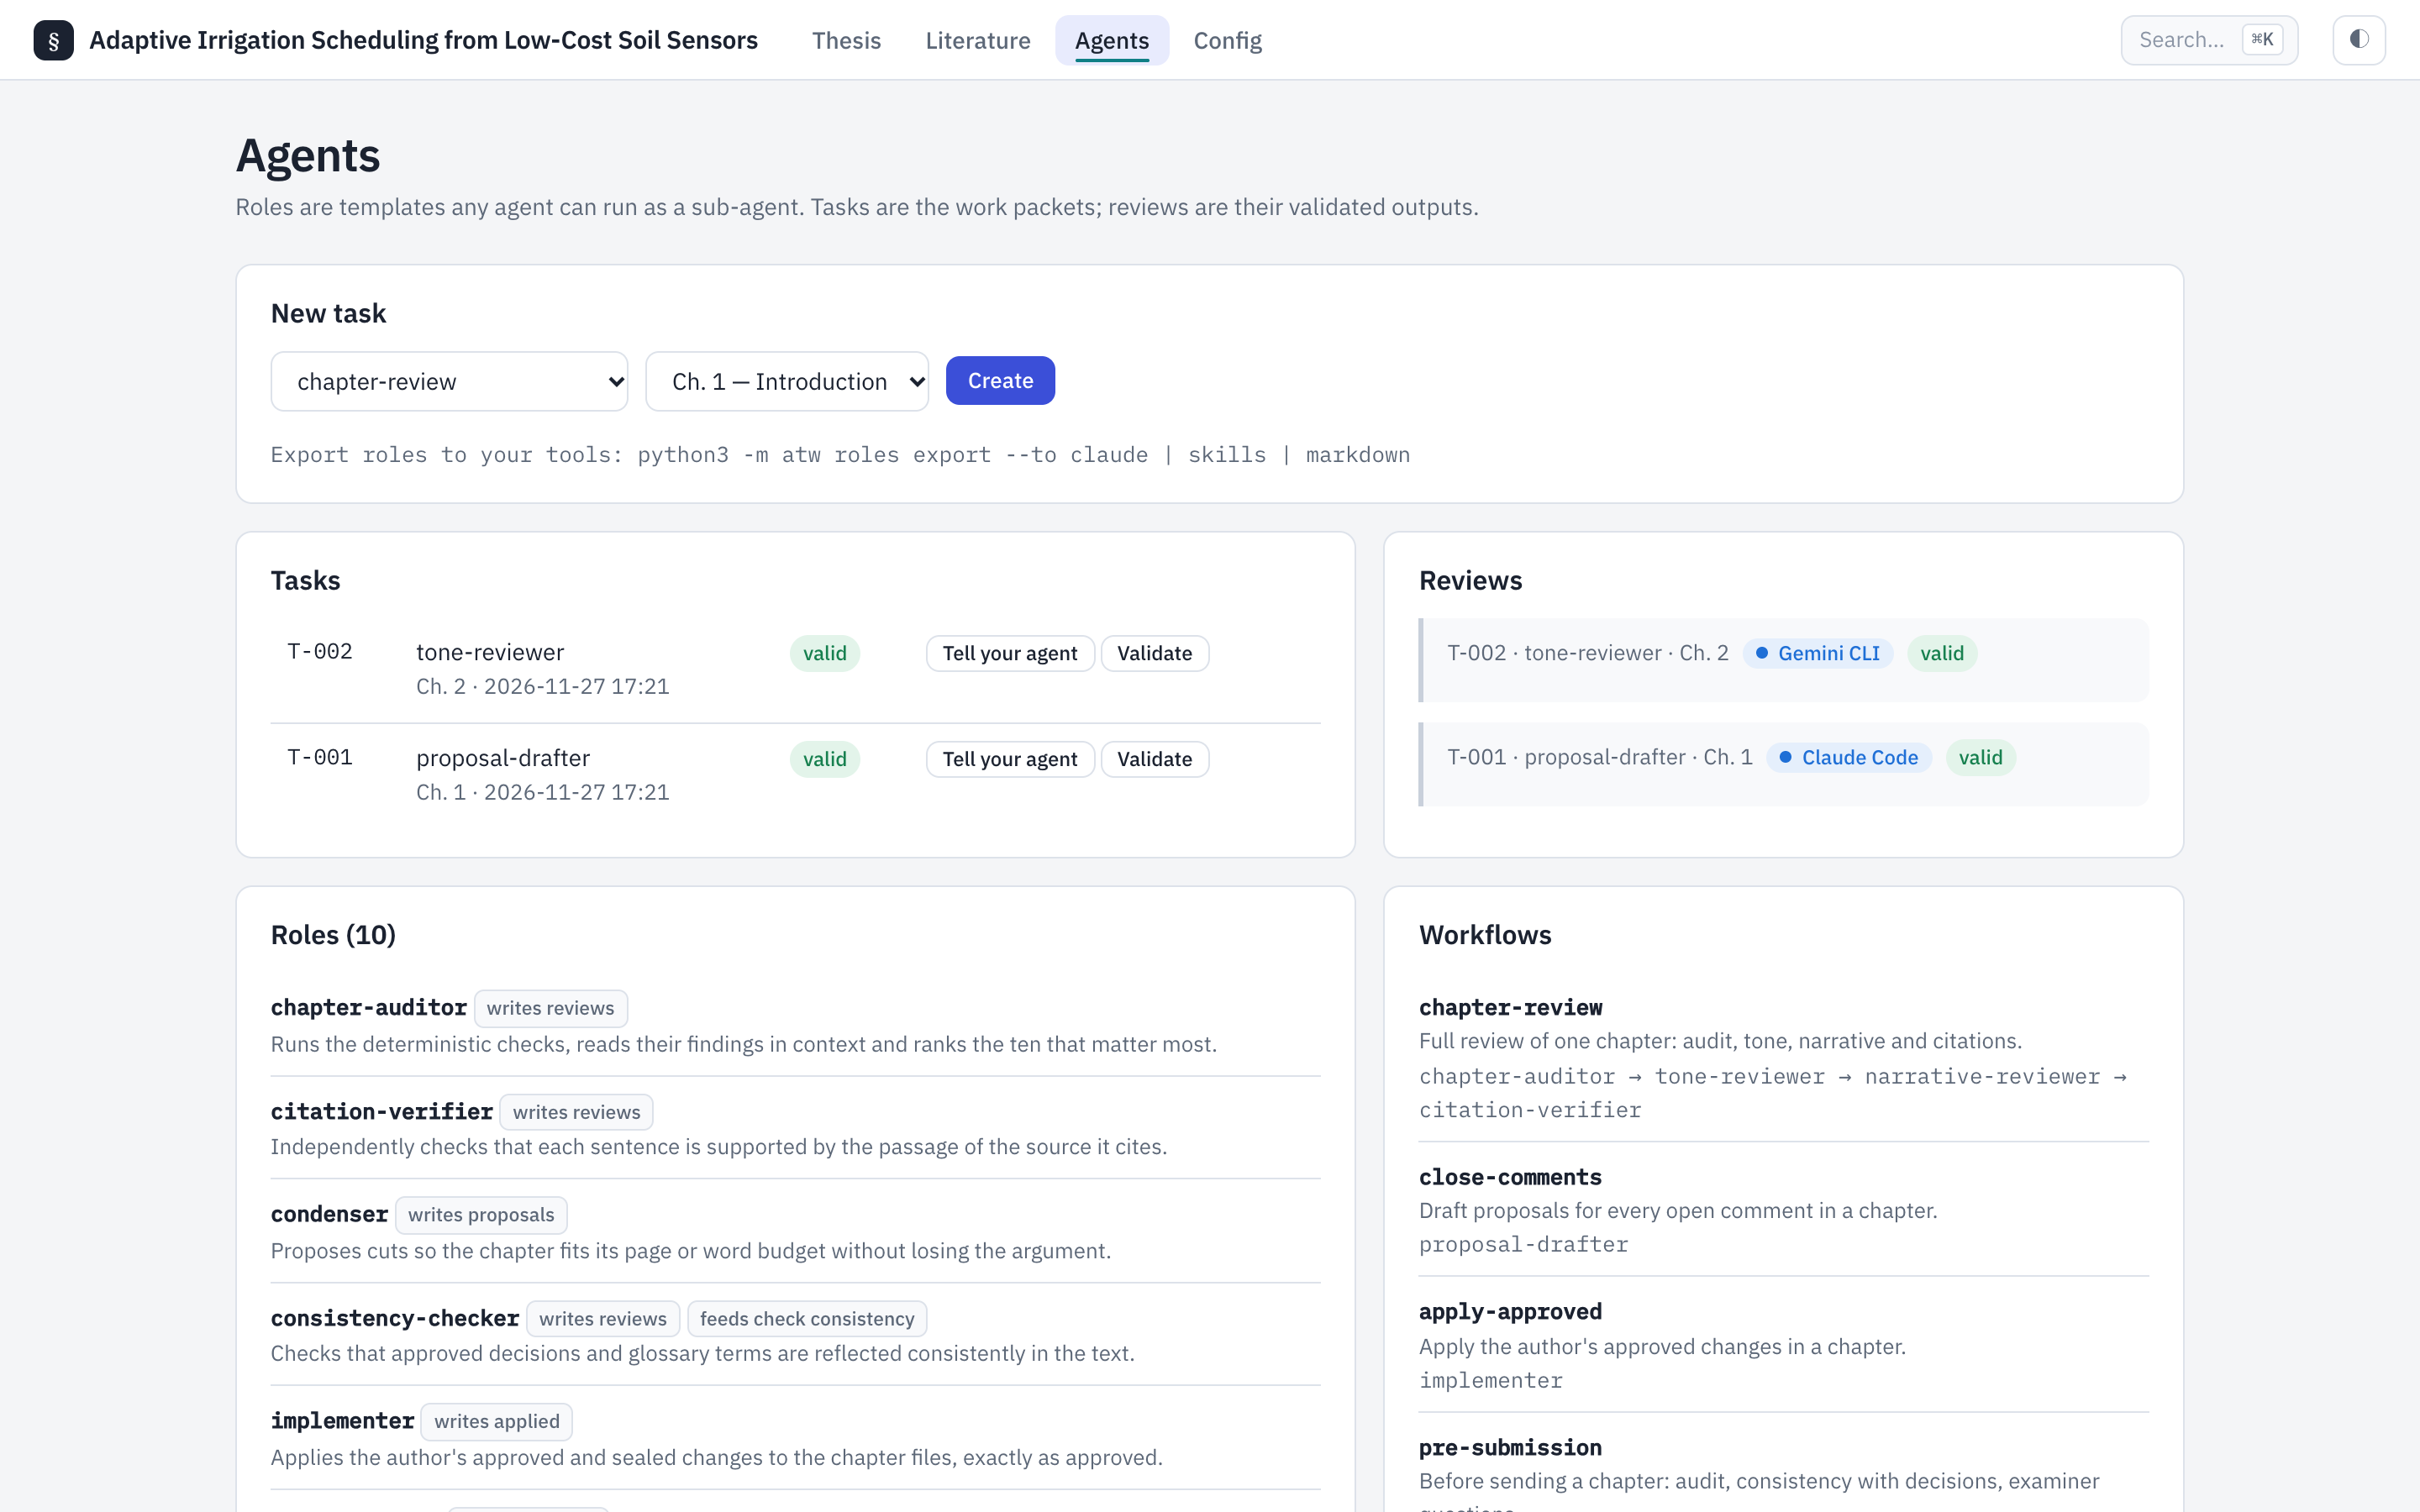 § Adaptive Irrigation Scheduling from Low-Cost Soil Sensors Thesis Literature Agents Config Search... ⌘K
Agents
Roles are templates any agent can run as a sub-agent. Tasks are the work packets; reviews are their validated outputs.
New task
chapter-review Ch. 1 — Introduction Create
Export roles to your tools: python3 -m atw roles export --to claude | skills | markdown
Tasks
T-002 tone-reviewer valid Tell your agent Validate
Ch. 2 · 2026-11-27 17:21
T-001 proposal-drafter valid Tell your agent Validate
Ch. 1 · 2026-11-27 17:21
Reviews
T-002 · tone-reviewer · Ch. 2 Gemini CLI valid
T-001 · proposal-drafter · Ch. 1 Claude Code valid
Roles (10)
chapter-auditor writes reviews
Runs the deterministic checks, reads their findings in context and ranks the ten that matter most.
citation-verifier writes reviews
Independently checks that each sentence is supported by the passage of the source it cites.
condenser writes proposals
Proposes cuts so the chapter fits its page or word budget without losing the argument.
consistency-checker writes reviews feeds check consistency
Checks that approved decisions and glossary terms are reflected consistently in the text.
implementer writes applied
Applies the author's approved and sealed changes to the chapter files, exactly as approved.
Workflows
chapter-review
Full review of one chapter: audit, tone, narrative and citations.
chapter-auditor → tone-reviewer → narrative-reviewer →
citation-verifier
close-comments
Draft proposals for every open comment in a chapter.
proposal-drafter
apply-approved
Apply the author's approved changes in a chapter.
implementer
pre-submission
Before sending a chapter: audit, consistency with decisions, examiner